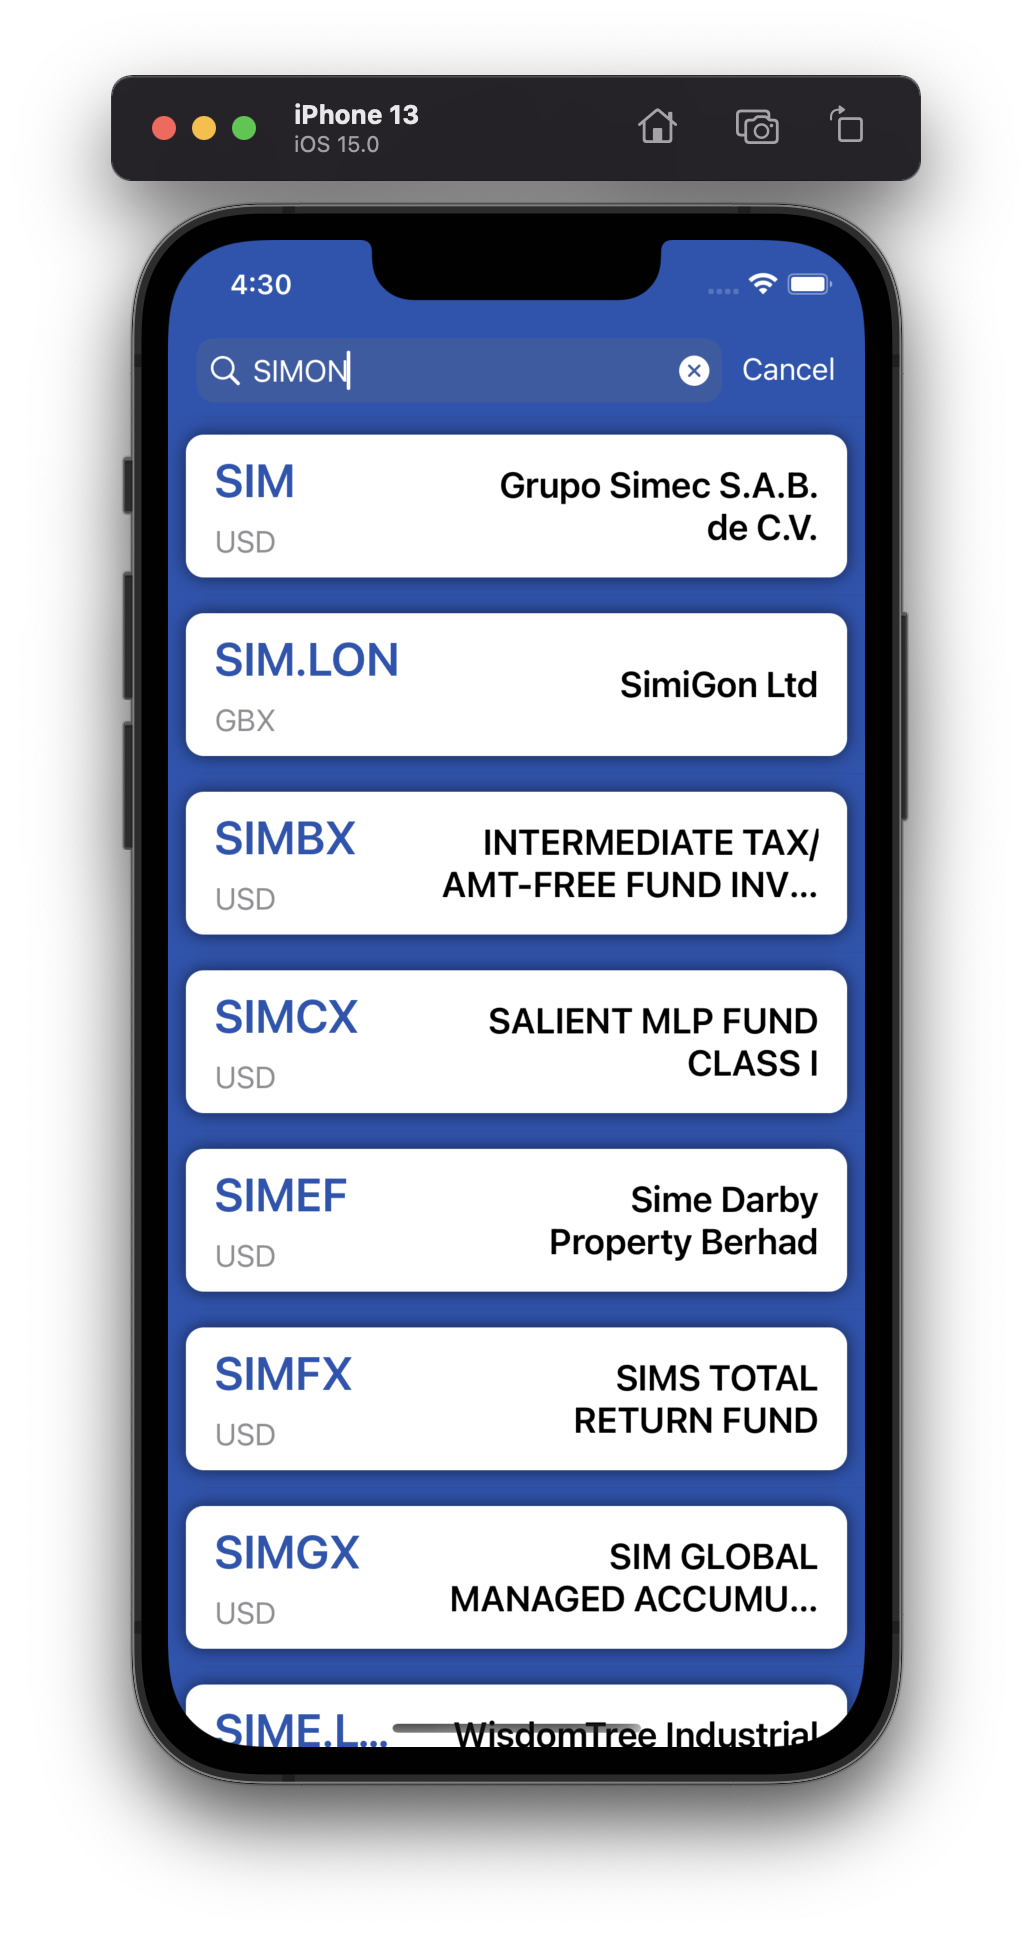 iPhone 13
iOS 15.0
4:30
SIMON
Cancel
SIM
Grupo Simec S.A.B.
de C.V.
USD
SIM.LON
SimiGon Ltd
GBX
SIMBX
INTERMEDIATE TAX/
AMT-FREE FUND INV...
USD
SIMCX
SALIENT MLP FUND
CLASS I
USD
SIMEF
Sime Darby
Property Berhad
USD
SIMFX
SIMS TOTAL
RETURN FUND
USD
SIMGX
SIM GLOBAL
MANAGED ACCUMU...
USD
SIME.L...
WisdomTree Industrial